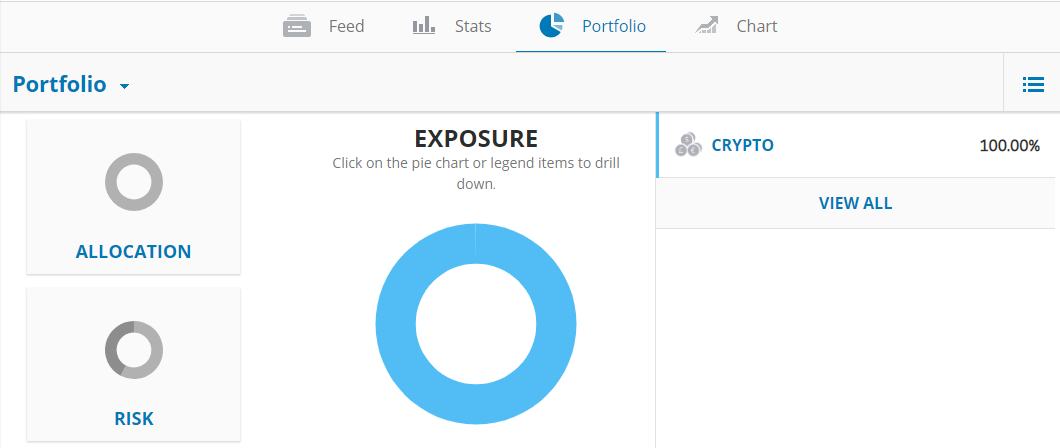 Feed
Stats
Portfolio
Chart
Portfolio
ALLOCATION
RISK
EXPOSURE
Click on the pie chart or legend items to drill
down.
CRYPTO
100.00%
VIEW ALL